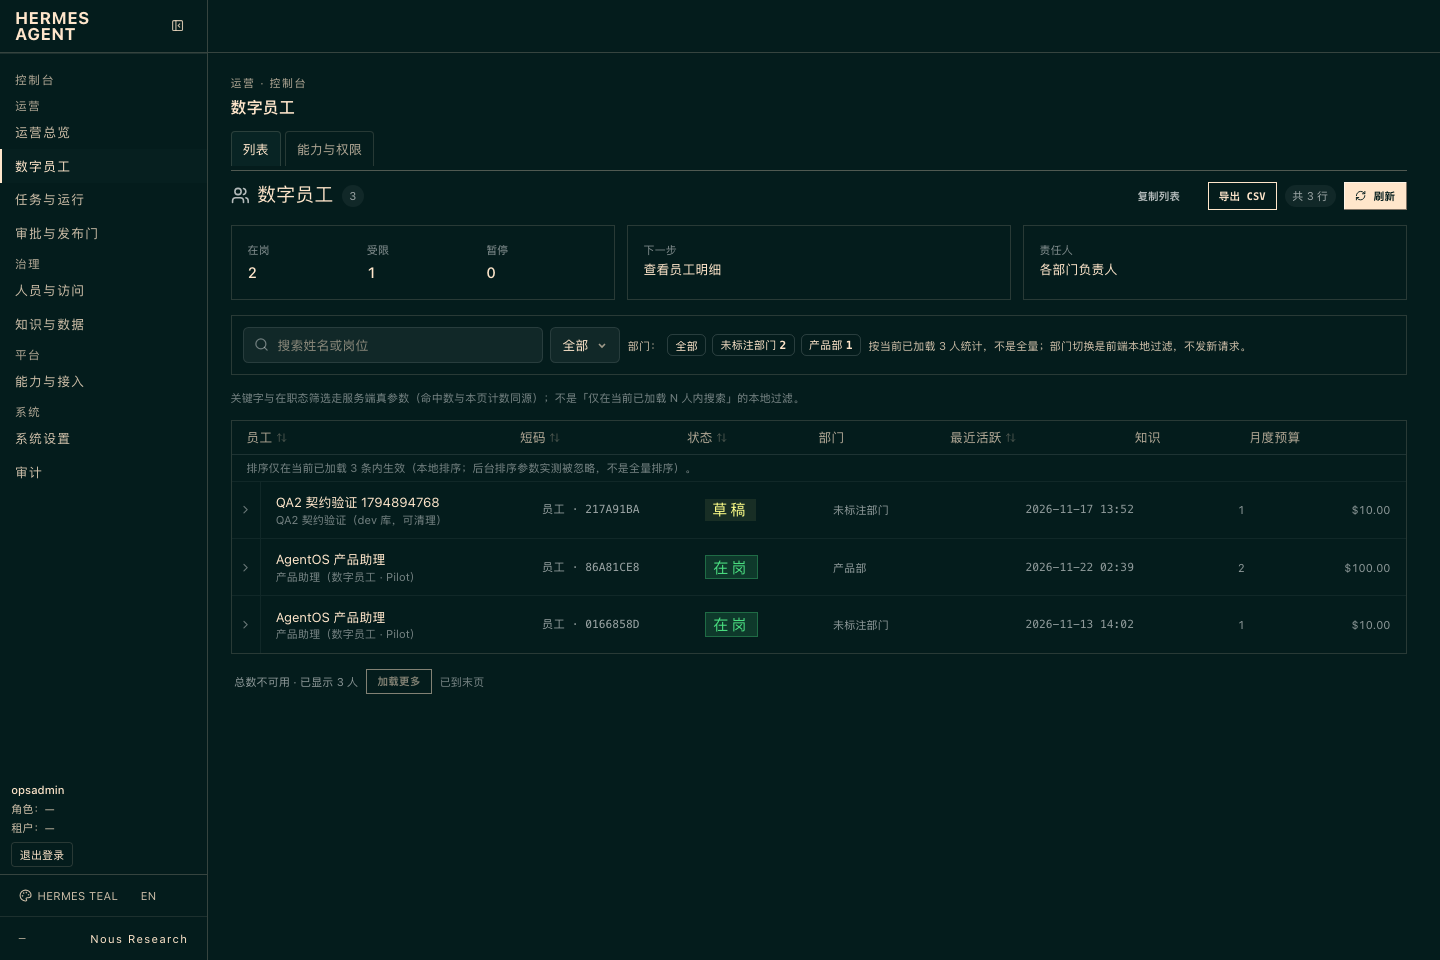 HERMES
AGENT
控制台
运营
运营总览
数字员工
任务与运行
审批与发布门
治理
人员与访问
知识与数据
平台
能力与接入
系统
系统设置
审计
opsadmin
角色：—
租户：—
退出登录
HERMES TEAL EN
— Nous Research
运营 · 控制台
数字员工
列表 能力与权限
数字员工 3 复制列表 导出 CSV 共 3 行 刷新
在岗 受限 暂停
2 1 0
下一步
查看员工明细
责任人
各部门负责人
搜索姓名或岗位 全部 部门： 全部 未标注部门 2 产品部 1 按当前已加载 3 人统计，不是全量；部门切换是前端本地过滤，不发新请求。
关键字与在职态筛选走服务端真参数（命中数与本页计数同源）；不是「仅在当前已加载 N 人内搜索」的本地过滤。
员工 短码 状态 部门 最近活跃 知识 月度预算
排序仅在当前已加载 3 条内生效（本地排序；后台排序参数实测被忽略，不是全量排序）。
QA2 契约验证 1794894768 员工 · 217A91BA 草稿 未标注部门 2026-11-17 13:52 1 $10.00
QA2 契约验证（dev 库，可清理）
AgentOS 产品助理 员工 · 86A81CE8 在岗 产品部 2026-11-22 02:39 2 $100.00
产品助理（数字员工 · Pilot）
AgentOS 产品助理 员工 · 0166858D 在岗 未标注部门 2026-11-13 14:02 1 $10.00
产品助理（数字员工 · Pilot）
总数不可用 · 已显示 3 人 加载更多 已到末页